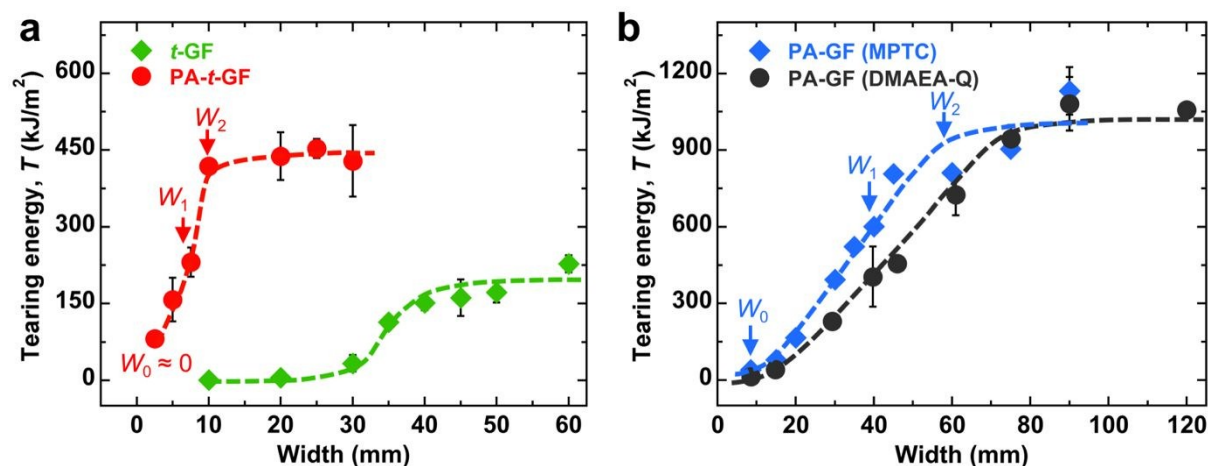 a
t-GF
PA-t-GF
Tearing energy, T (kJ/m²)
600
450
300
150
0
W₂
W₁
W₀ ≈ 0
0 10 20 30 40 50 60
Width (mm)
b
PA-GF (MPTC)
PA-GF (DMAEA-Q)
Tearing energy, T (kJ/m²)
1200
900
600
300
0
W₂
W₁
W₀
0 20 40 60 80 100 120
Width (mm)